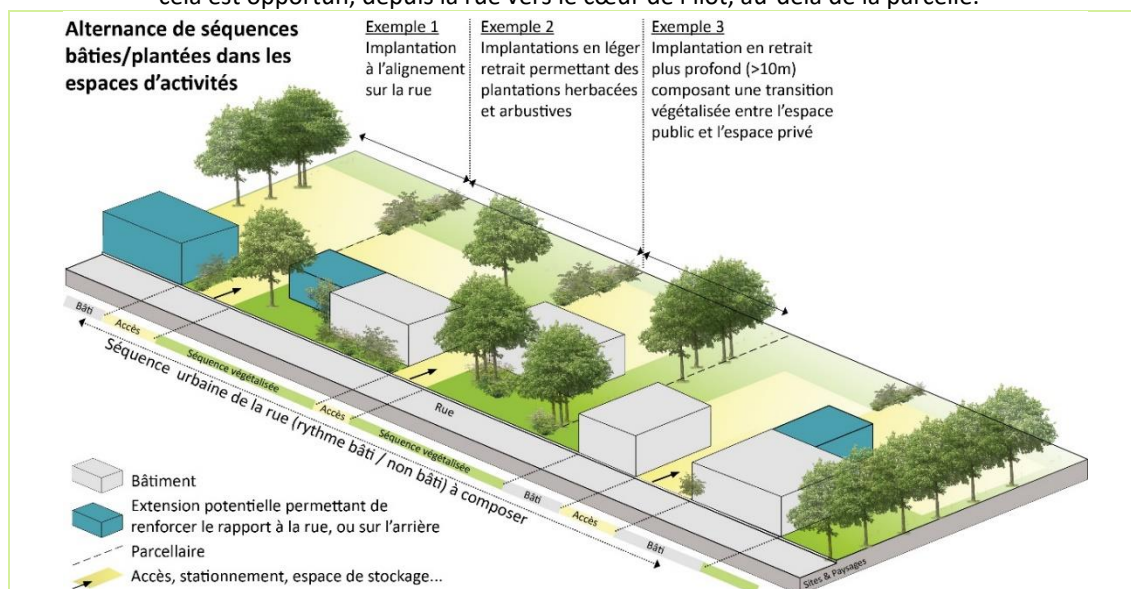 cela est opportun, depuis la rue vers le cœur de l'îlot, au-delà de la parcelle.
Alternance de séquences
bâties/plantées dans les
espaces d'activités
Exemple 1
Implantation
à l'alignement
sur la rue
Exemple 2
Implantations en léger
retrait permettant des
plantations herbacées
et arbustives
Exemple 3
Implantation en retrait
plus profond (>10m)
composant une transition
végétalisée entre l'espace
public et l'espace privé
Bâti
Accès
Séquence végétalisée
Accès
Séquence végétalisée
Bâti
Accès
Bâti
Rue
Séquence urbaine de la rue (rythme bâti / non bâti) à composer
Bâtiment
Extension potentielle permettant de
renforcer le rapport à la rue, ou sur l'arrière
Parcellaire
Accès, stationnement, espace de stockage...
Sites & Paysages